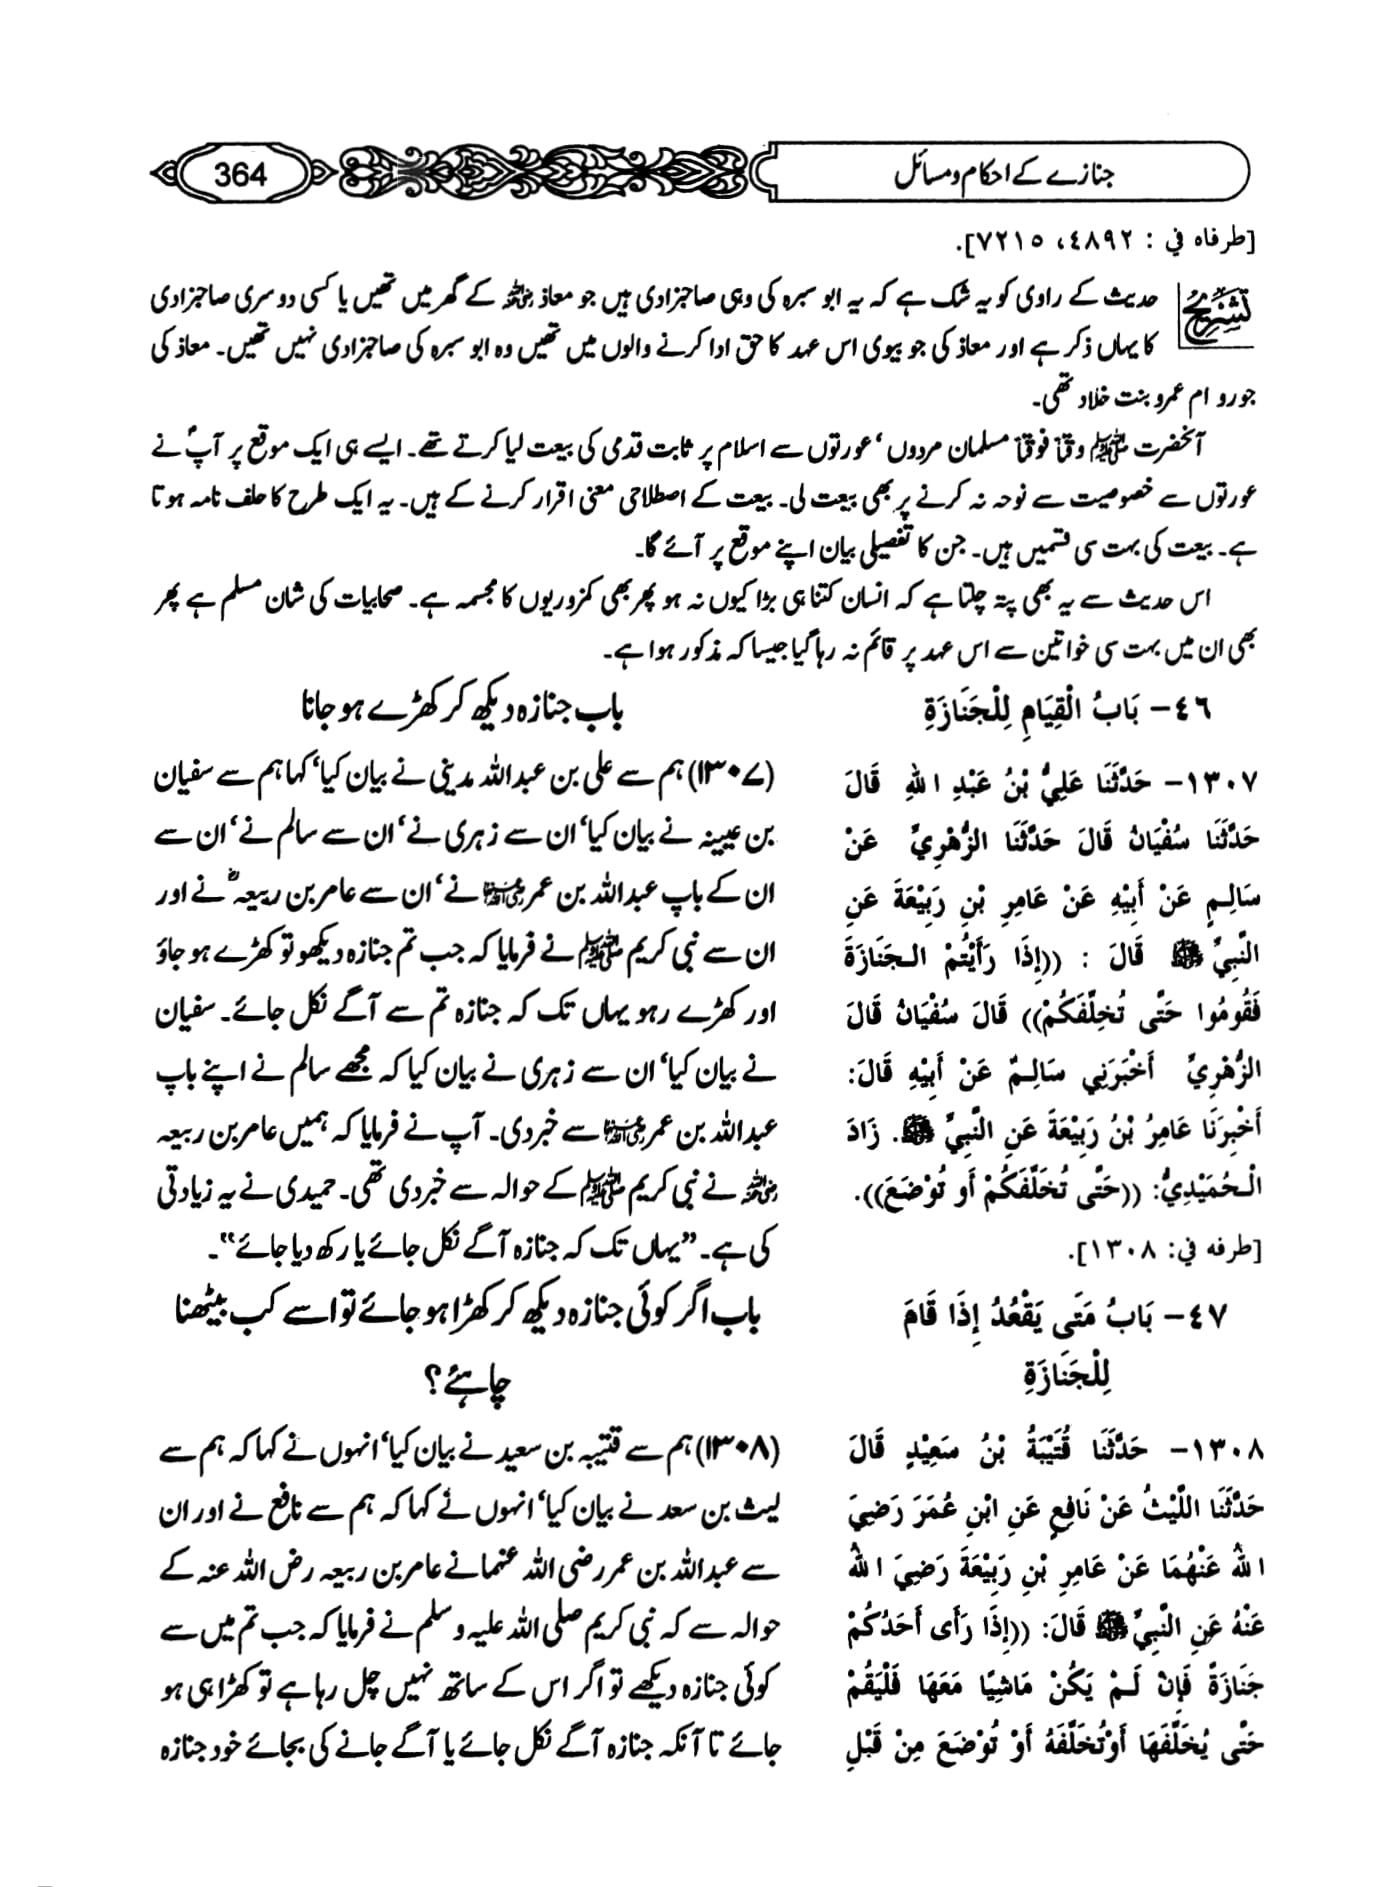 جنازے کے احکام و مسائل
364
[طرفاه في : ٤٨٩٢، ٧٢١٥].
تشریح حدیث کے راوی کو یہ شک ہے کہ یہ ابو سبرہ کی وہی صاحبزادی ہیں جو معاذ رضی اللہ عنہ کے گھر میں تھیں یا کسی دوسری صاحبزادی
کا یہاں ذکر ہے اور معاذ کی جو بیوی اس عہد کا حق ادا کرنے والوں میں تھیں وہ ابو سبرہ کی صاحبزادی نہیں تھیں۔ معاذ کی
جورو ام عمرو بنت خلاد تھی۔
آنحضرت ﷺ وقتاً فوقتاً مسلمان مردوں‘ عورتوں سے اسلام پر ثابت قدمی کی بیعت لیا کرتے تھے۔ ایسے ہی ایک موقع پر آپؐ نے
عورتوں سے خصوصیت سے نوحہ نہ کرنے پر بھی بیعت لی۔ بیعت کے اصطلاحی معنی اقرار کرنے کے ہیں۔ یہ ایک طرح کا حلف نامہ ہوتا
ہے۔ بیعت کی بہت سی قسمیں ہیں۔ جن کا تفصیلی بیان اپنے موقع پر آئے گا۔
اس حدیث سے یہ بھی پتہ چلتا ہے کہ انسان کتنا ہی بڑا کیوں نہ ہو پھر بھی کمزوریوں کا مجسمہ ہے۔ صحابیات کی شان مسلم ہے پھر
بھی ان میں بہت سی خواتین سے اس عہد پر قائم نہ رہا گیا جیسا کہ مذکور ہوا ہے۔
٤٦- بَابُ الْقِيَامِ لِلْجَنَازَةِ
١٣٠٧- حَدَّثَنَا عَلِيُّ بْنُ عَبْدِ اللهِ قَالَ
حَدَّثَنَا سُفْيَانُ قَالَ حَدَّثَنَا الزُّهْرِيِّ عَنْ
سَالِمٍ عَنْ أَبِيْهِ عَنْ عَامِرِ بْنِ رَبِيْعَةَ عَنِ
النَّبِيِّ ﷺ قَالَ : ((إِذَا رَأَيْتُمْ الـجَنَازَةَ
فَقُومُوا حَتَّى تُخِلَّفَكُمْ)) قَالَ سُفْيَانُ قَالَ
الزُّهْرِيِّ أَخْبَرَنِي سَالِمٌ عَنْ أَبِيْهِ قَالَ:
أَخْبَرَنَا عَامِرُ بْنُ رَبِيْعَةَ عَنِ النَّبِيِّ ﷺ. زَادَ
الْـحُمَيْدِيُّ: ((حَتَّى تُخَلِّفَكُمْ أَو تُوْضَعَ)).
[طرفه في: ١٣٠٨].
٤٧- بَابُ مَتَى يَقْعُدُ إِذَا قَامَ
لِلْجَنَازَةِ
١٣٠٨- حَدَّثَنَا قُتَيْبَةُ بْنُ سَعِيْدٍ قَالَ
حَدَّثَنَا اللَّيْثُ عَنْ نَافِعٍ عَنِ ابْنِ عُمَرَ رَضِيَ
اللهُ عَنْهُمَا عَنْ عَامِرِ بْنِ رَبِيْعَةَ رَضِيَ اللهُ
عَنْهُ عَنِ النَّبِيِّ ﷺ قَالَ: ((إِذَا رَأَى أَحَدُكُمْ
جَنَازَةً فَإِنْ لَـمْ يَكُنْ مَاشِيًا مَعَهَا فَلْيَقُمْ
حَتَّى يُخَلِّفَهَا أَوْ تُخَلِّفَهُ أَوْ تُوْضَعَ مِنْ قَبْلِ
باب جنازہ دیکھ کر کھڑے ہو جانا
(۱۳۰۷) ہم سے علی بن عبداللہ مدینی نے بیان کیا‘ کہا ہم سے سفیان
بن عیینہ نے بیان کیا‘ ان سے زہری نے‘ ان سے سالم نے‘ ان سے
ان کے باپ عبداللہ بن عمر رضی اللہ عنہما نے‘ ان سے عامر بن ربیعہؓ نے اور
ان سے نبی کریم ﷺ نے فرمایا کہ جب تم جنازہ دیکھو تو کھڑے ہو جاؤ
اور کھڑے رہو یہاں تک کہ جنازہ تم سے آگے نکل جائے۔ سفیان
نے بیان کیا‘ ان سے زہری نے بیان کیا کہ مجھے سالم نے اپنے باپ
عبداللہ بن عمر رضی اللہ عنہما سے خبر دی۔ آپ نے فرمایا کہ ہمیں عامر بن ربیعہ
رضی اللہ عنہ نے نبی کریم ﷺ کے حوالہ سے خبر دی تھی۔ حمیدی نے یہ زیادتی
کی ہے۔ ”یہاں تک کہ جنازہ آگے نکل جائے یا رکھ دیا جائے“۔
باب اگر کوئی جنازہ دیکھ کر کھڑا ہو جائے تو اسے کب بیٹھنا
چاہئے؟
(۱۳۰۸) ہم سے قتیبہ بن سعید نے بیان کیا‘ انہوں نے کہا کہ ہم سے
لیث بن سعد نے بیان کیا‘ انہوں نے کہا کہ ہم سے نافع نے اور ان
سے عبداللہ بن عمر رضی اللہ عنہما نے عامر بن ربیعہ رض اللہ عنہ کے
حوالہ سے کہ نبی کریم صلی اللہ علیہ وسلم نے فرمایا کہ جب تم میں سے
کوئی جنازہ دیکھے تو اگر اس کے ساتھ نہیں چل رہا ہے تو کھڑا ہی ہو
جائے تا آنکہ جنازہ آگے نکل جائے یا آگے جانے کی بجائے خود جنازہ